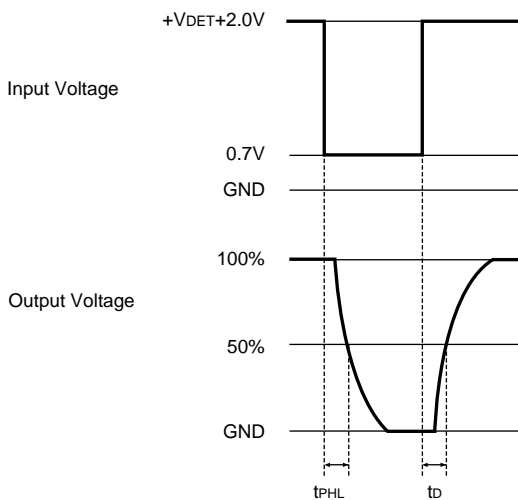 +VDET+2.0V
Input Voltage
0.7V
GND
100%
Output Voltage
50%
GND
tPHL
tD